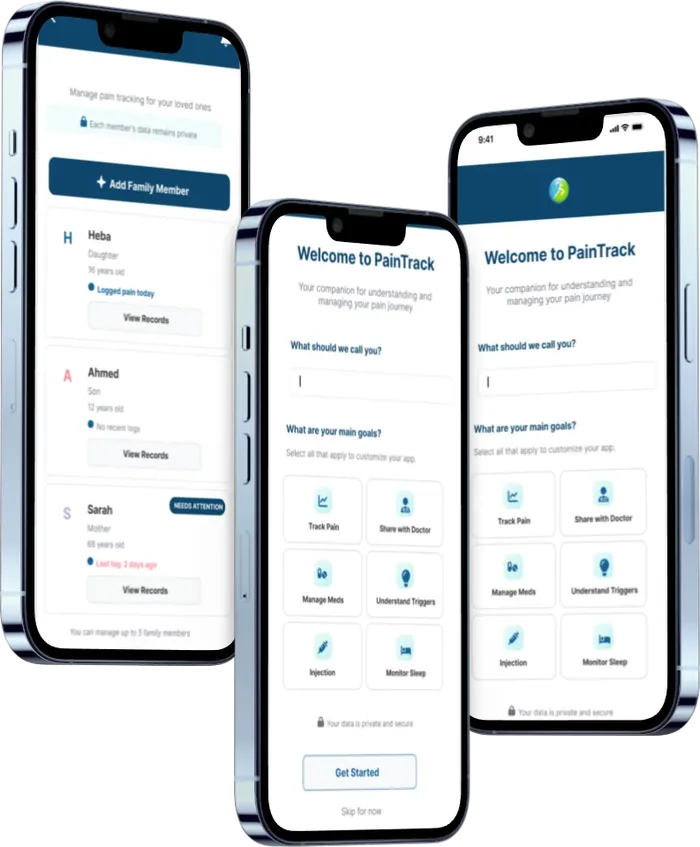 Manage pain tracking for your loved ones
Each member's data remains private
Add Family Member
H
Heba
Daughter
16 years old
Logged pain today
View Records
A
Ahmed
Son
12 years old
No recent logs
View Records
S
Sarah
NEEDS ATTENTION
Mother
68 years old
Last log: 2 days ago
View Records
You can manage up to 5 family members
Welcome to PainTrack
Your companion for understanding and
managing your pain journey
What should we call you?
What are your main goals?
Select all that apply to customize your app.
Track Pain
Share with Doctor
Manage Meds
Understand Triggers
Injection
Monitor Sleep
Your data is private and secure
Get Started
Skip for now
9:41
Welcome to PainTrack
Your companion for understanding and
managing your pain journey
What should we call you?
What are your main goals?
Select all that apply to customize your app.
Track Pain
Share with Doctor
Manage Meds
Understand Triggers
Injection
Monitor Sleep
Your data is private and secure